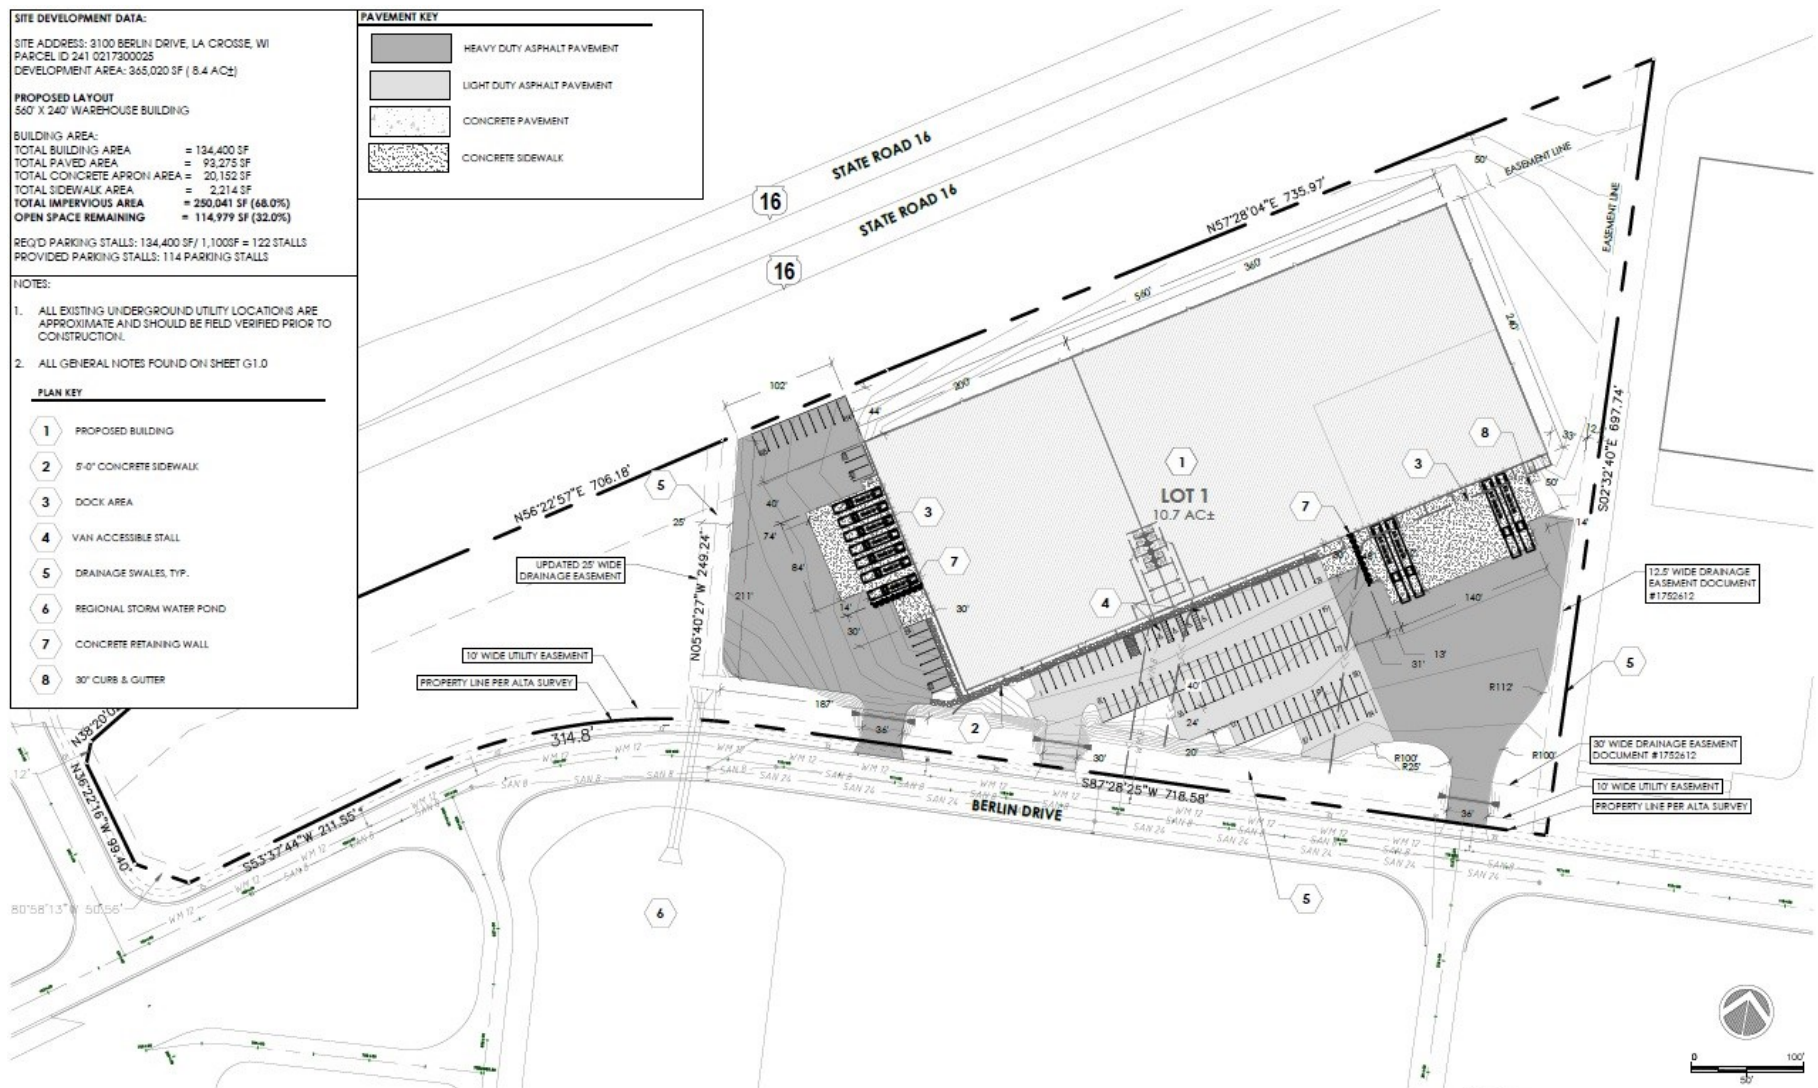 SITE DEVELOPMENT DATA:
SITE ADDRESS: 3100 BERLIN DRIVE, LA CROSSE, WI
PARCEL ID 241 0217300025
DEVELOPMENT AREA: 365,020 SF ( 8.4 AC±)
PROPOSED LAYOUT
560' X 240' WAREHOUSE BUILDING
BUILDING AREA:
TOTAL BUILDING AREA = 134,400 SF
TOTAL PAVED AREA = 93,275 SF
TOTAL CONCRETE APRON AREA = 20,152 SF
TOTAL SIDEWALK AREA = 2,214 SF
TOTAL IMPERVIOUS AREA = 250,041 SF (68.0%)
OPEN SPACE REMAINING = 114,979 SF (32.0%)
REQ'D PARKING STALLS: 134,400 SF/ 1,100SF = 122 STALLS
PROVIDED PARKING STALLS: 114 PARKING STALLS
NOTES:
1. ALL EXISTING UNDERGROUND UTILITY LOCATIONS ARE
APPROXIMATE AND SHOULD BE FIELD VERIFIED PRIOR TO
CONSTRUCTION.
2. ALL GENERAL NOTES FOUND ON SHEET G1.0
PLAN KEY
1 PROPOSED BUILDING
2 5'-0" CONCRETE SIDEWALK
3 DOCK AREA
4 VAN ACCESSIBLE STALL
5 DRAINAGE SWALES, TYP.
6 REGIONAL STORM WATER POND
7 CONCRETE RETAINING WALL
8 30" CURB & GUTTER
PAVEMENT KEY
HEAVY DUTY ASPHALT PAVEMENT
LIGHT DUTY ASPHALT PAVEMENT
CONCRETE PAVEMENT
CONCRETE SIDEWALK
STATE ROAD 16
16
STATE ROAD 16
16
N57°28'04"E 735.97'
50'
EASEMENT LINE
EASEMENT LINE
360'
560'
240'
200'
102'
44'
N56°22'57"E 706.18'
5
25'
40'
74'
84'
3
7
211'
14'
30'
30'
UPDATED 25' WIDE
DRAINAGE EASEMENT
N05°40'27"W 249.24'
1
LOT 1
10.7 AC±
4
7
3
8
33'
50'
14'
S02°32'40"E 697.74'
12.5' WIDE DRAINAGE
EASEMENT DOCUMENT
#1752612
140'
13'
31'
R112'
5
10' WIDE UTILITY EASEMENT
PROPERTY LINE PER ALTA SURVEY
187'
36'
2
40'
24'
20'
30'
R100'
R25'
R100'
30' WIDE DRAINAGE EASEMENT
DOCUMENT #1752612
10' WIDE UTILITY EASEMENT
PROPERTY LINE PER ALTA SURVEY
36'
314.8'
S87°28'25"W 718.58'
BERLIN DRIVE
S53°37'44"W 211.55'
N36°22'16"W 99.40'
12'
WM 12
SAN 8
SAN 24
5
6
0
50'
100'